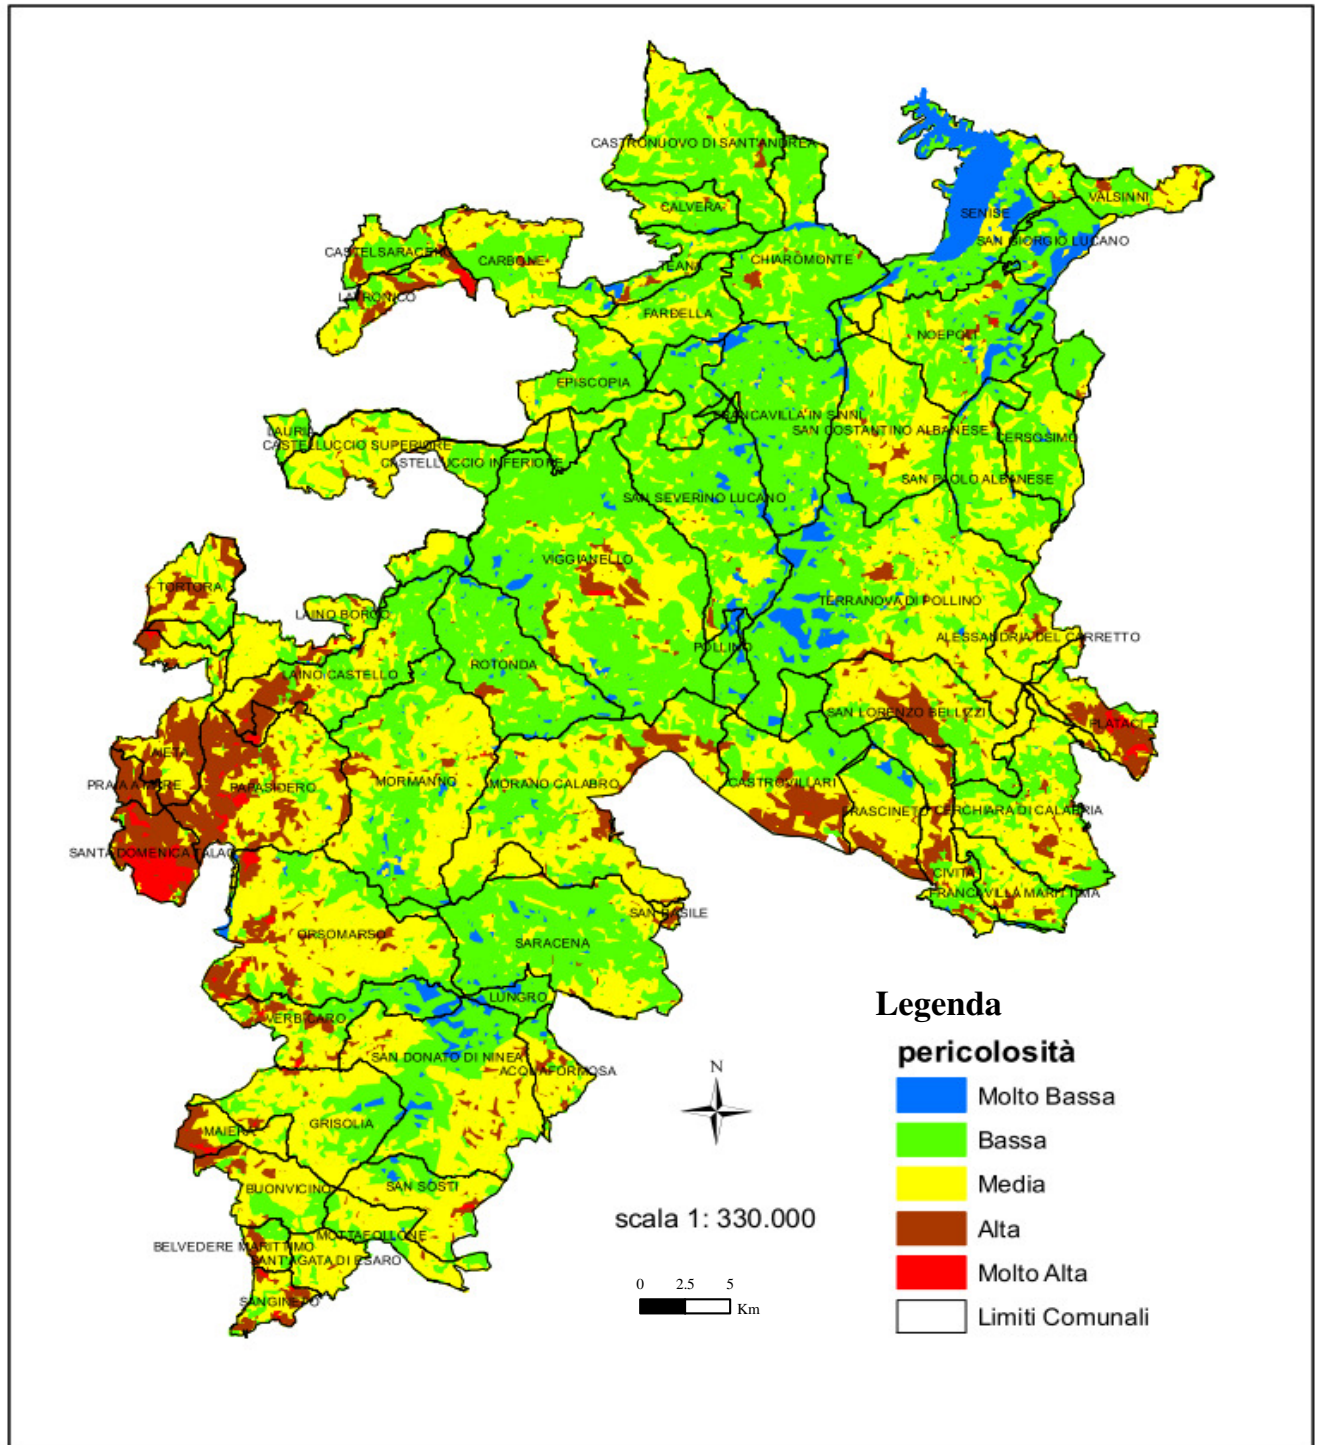 CASTRONUOVO DI SANT'ANDREA
VALSINNI
CALVERA
SENISE
SAN GIORGIO LUCANO
CASTELSARACENO
CARBONE
CHIAROMONTE
TEANA
LATRONICO
FARDELLA
NOEPOLI
EPISCOPIA
FRANCAVILLA IN SINNI
LAURIA
SAN COSTANTINO ALBANESE
CERSOSIMO
CASTELLUCCIO SUPERIORE
CASTELLUCCIO INFERIORE
SAN PAOLO ALBANESE
SAN SEVERINO LUCANO
VIGGIANELLO
TORTORA
TERRANOVA DI POLLINO
LAINO BORGO
ALESSANDRIA DEL CARRETTO
POLLINO
ROTONDA
LAINO CASTELLO
SAN LORENZO BELLIZZI
PLATACI
AIETA
PRAIA A MARE
PAPASIDERO
MORMANNO
MORANO CALABRO
CASTROVILLARI
FRASCINETO
CERCHIARA DI CALABRIA
SANTA DOMENICA TALAO
CIVITA
FRANCAVILLA MARITTIMA
SAN BASILE
ORSOMARSO
SARACENA
LUNGRO
VERBICARO
SAN DONATO DI NINEA
ACQUAFORMOSA
GRISOLIA
MAIERA
BUONVICINO
SAN SOSTI
MOTTAFOLLONE
BELVEDERE MARITTIMO
SANT'AGATA DI ESARO
SANGINETO
Legenda
pericolosità
Molto Bassa
Bassa
Media
Alta
Molto Alta
Limiti Comunali
N
scala 1: 330.000
0 2.5 5
Km